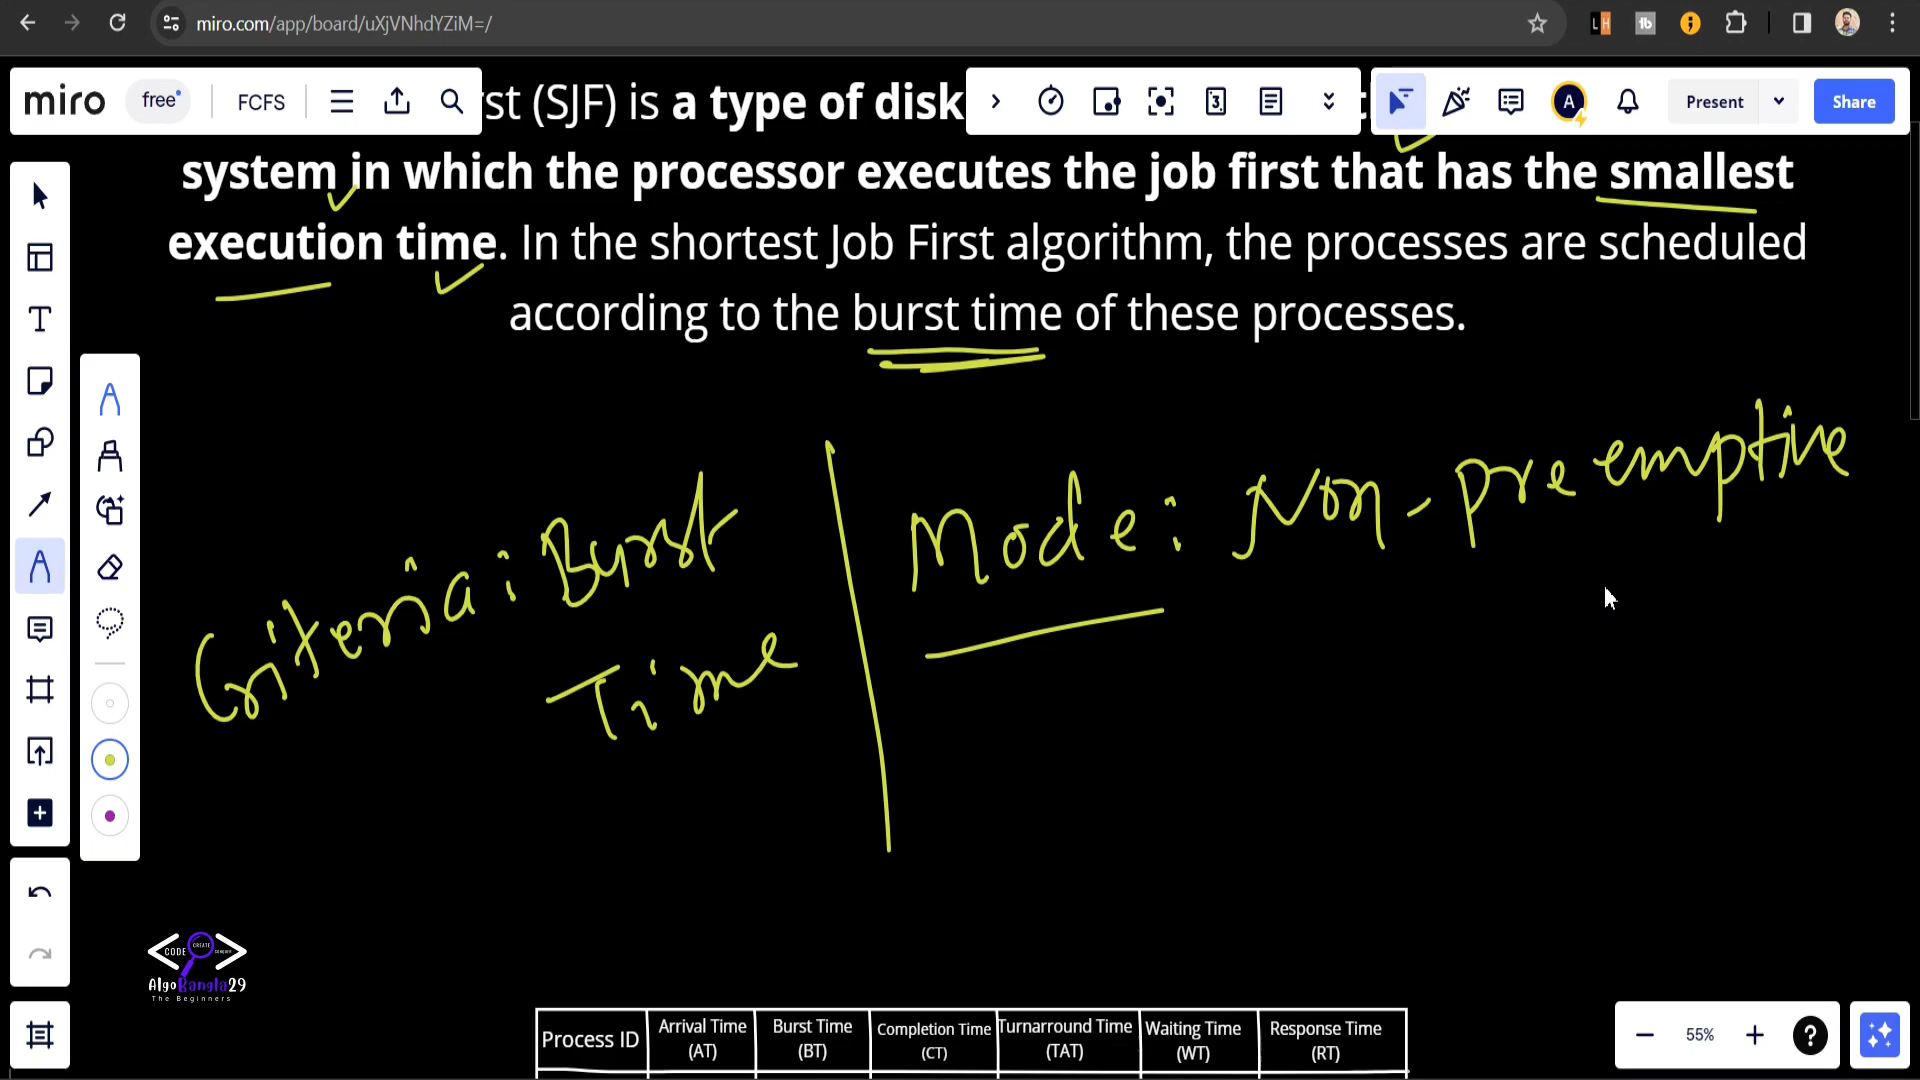 miro.com/app/board/uXjVNhdYZiM=/
miro free FCFS
3
A
Present
Share
rst (SJF) is a type of disk
system in which the processor executes the job first that has the smallest
execution time. In the shortest Job First algorithm, the processes are scheduled
according to the burst time of these processes.
Criteria: Burst
Time
Mode: Non-preemptive
CODE CREATE CONQUER
AlgoBangla29
The Beginners
Process ID
Arrival Time
(AT)
Burst Time
(BT)
Completion Time
(CT)
Turnarround Time
(TAT)
Waiting Time
(WT)
Response Time
(RT)
55%